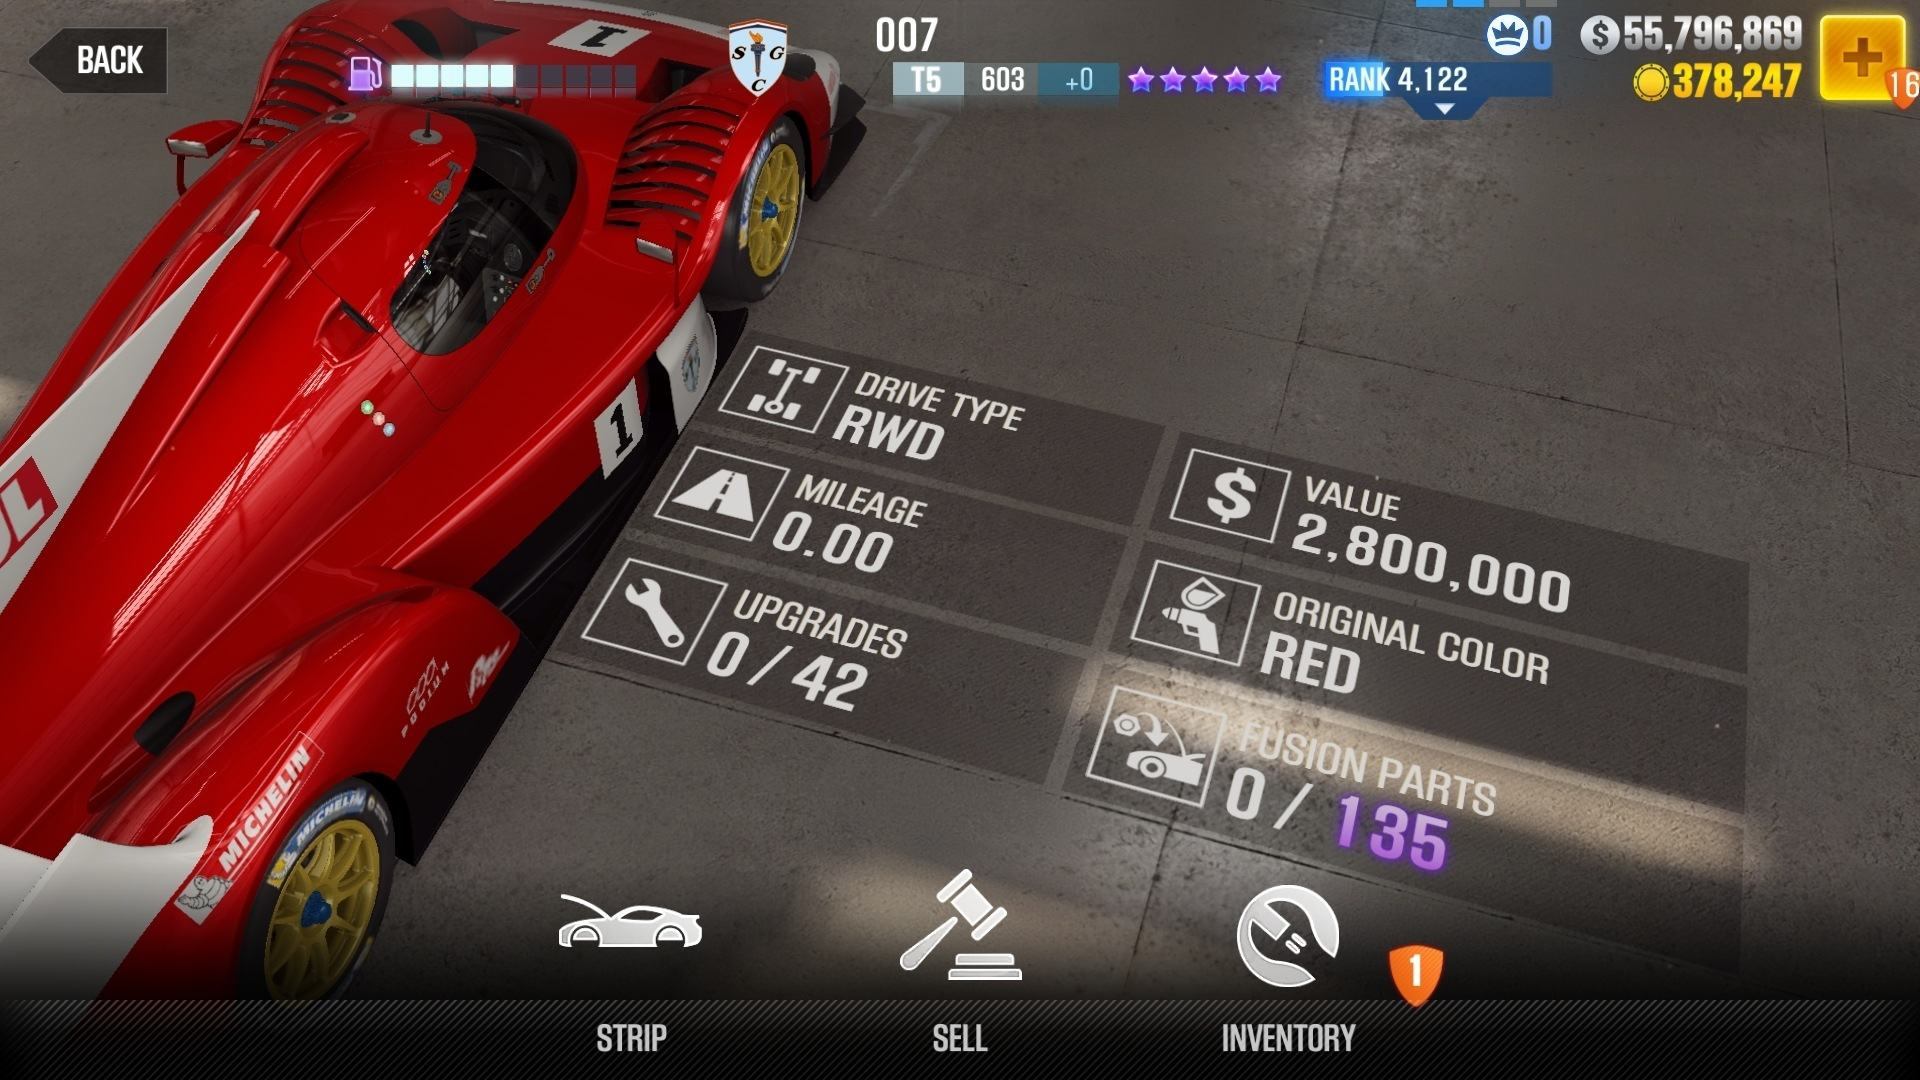 BACK
007
T5 603 +0
RANK 4,122
0
55,796,869
378,247
16
S G C
1
1
DRIVE TYPE
RWD
MILEAGE
0.00
UPGRADES
0 / 42
VALUE
2,800,000
ORIGINAL COLOR
RED
FUSION PARTS
0 / 135
PODIUM
MICHELIN
MICHELIN
STRIP
SELL
INVENTORY
1